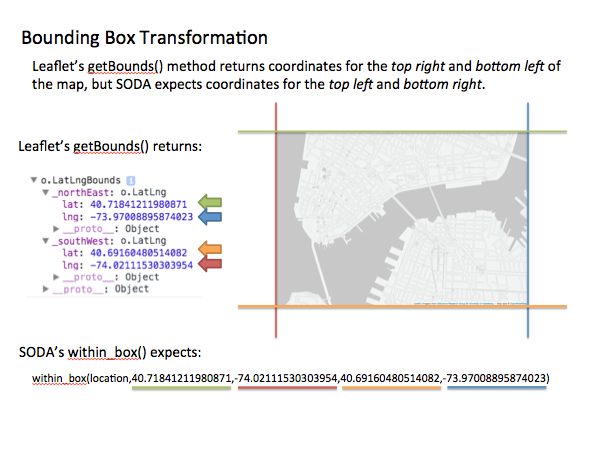 Bounding Box Transformation
Leaflet's getBounds() method returns coordinates for the top right and bottom left of
the map, but SODA expects coordinates for the top left and bottom right.
Leaflet's getBounds() returns:
▼ o.LatLngBounds i
▼ _northEast: o.LatLng
lat: 40.71841211980871
lng: -73.97008895874023
▶ __proto__: Object
▼ _southWest: o.LatLng
lat: 40.69160480514082
lng: -74.02111530303954
▶ __proto__: Object
▶ __proto__: Object
SODA's within_box() expects:
within_box(location,40.71841211980871,-74.02111530303954,40.69160480514082,-73.97008895874023)